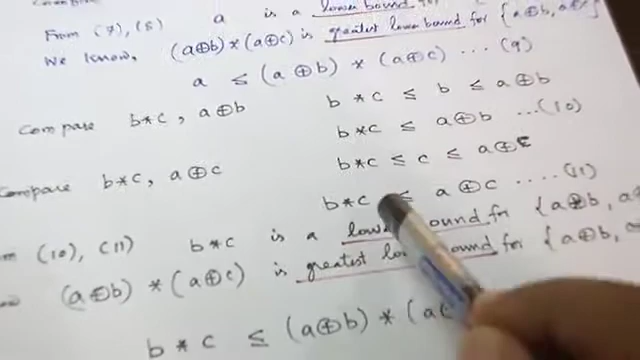 From (7), (8) a is a lower bound for
We know, (a⊕b)*(a⊕c) is greatest lower bound for {a⊕b, a⊕c}
a ≤ (a⊕b) * (a⊕c) ... (9)
Compare b*c, a⊕b b*c ≤ b ≤ a⊕b
b*c ≤ a⊕b ...(10)
Compare b*c, a⊕c b*c ≤ c ≤ a⊕c
b*c ≤ a⊕c ....(11)
(10), (11) b*c is a lower bound for {a⊕b,
(a⊕b) *(a⊕c) is greatest lower bound for {a⊕b,
b*c ≤ (a⊕b) * (a